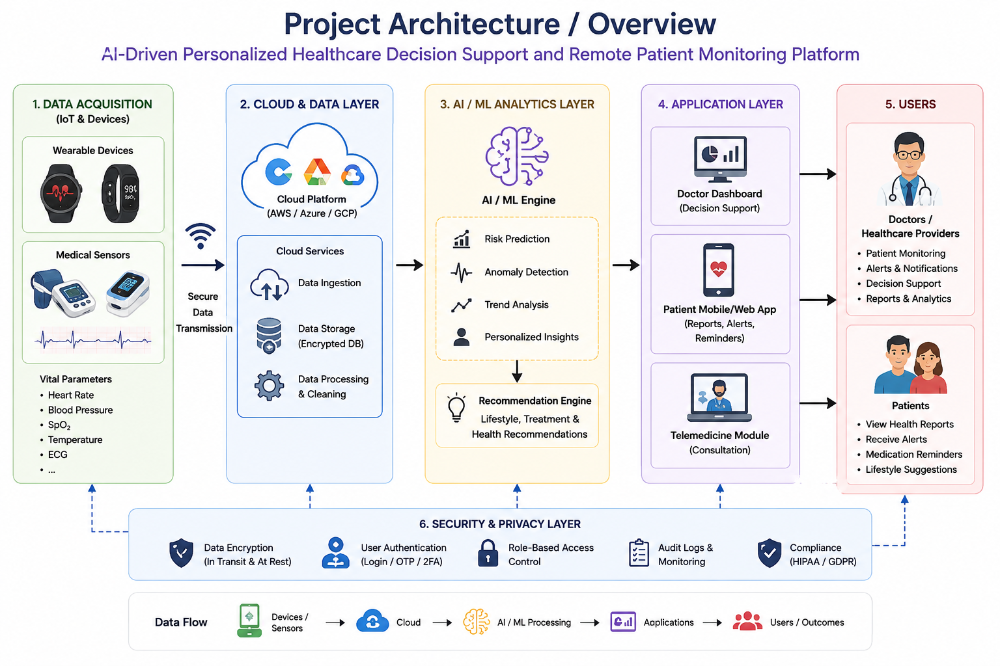 Project Architecture / Overview
AI-Driven Personalized Healthcare Decision Support and Remote Patient Monitoring Platform
1. DATA ACQUISITION
(IoT & Devices)
Wearable Devices
98%
Medical Sensors
Vital Parameters
• Heart Rate
• Blood Pressure
• SpO₂
• Temperature
• ECG
• ...
Secure
Data
Transmission
2. CLOUD & DATA LAYER
Cloud Platform
(AWS / Azure / GCP)
Cloud Services
Data Ingestion
Data Storage
(Encrypted DB)
Data Processing
& Cleaning
3. AI / ML ANALYTICS LAYER
AI / ML Engine
Risk Prediction
Anomaly Detection
Trend Analysis
Personalized Insights
Recommendation Engine
Lifestyle, Treatment &
Health Recommendations
4. APPLICATION LAYER
Doctor Dashboard
(Decision Support)
Patient Mobile/Web App
(Reports, Alerts,
Reminders)
Telemedicine Module
(Consultation)
5. USERS
Doctors /
Healthcare Providers
• Patient Monitoring
• Alerts & Notifications
• Decision Support
• Reports & Analytics
Patients
• View Health Reports
• Receive Alerts
• Medication Reminders
• Lifestyle Suggestions
6. SECURITY & PRIVACY LAYER
Data Encryption
(In Transit & At Rest)
User Authentication
(Login / OTP / 2FA)
Role-Based Access
Control
Audit Logs &
Monitoring
Compliance
(HIPAA / GDPR)
Data Flow
Devices /
Sensors
Cloud
AI / ML Processing
Applications
Users / Outcomes